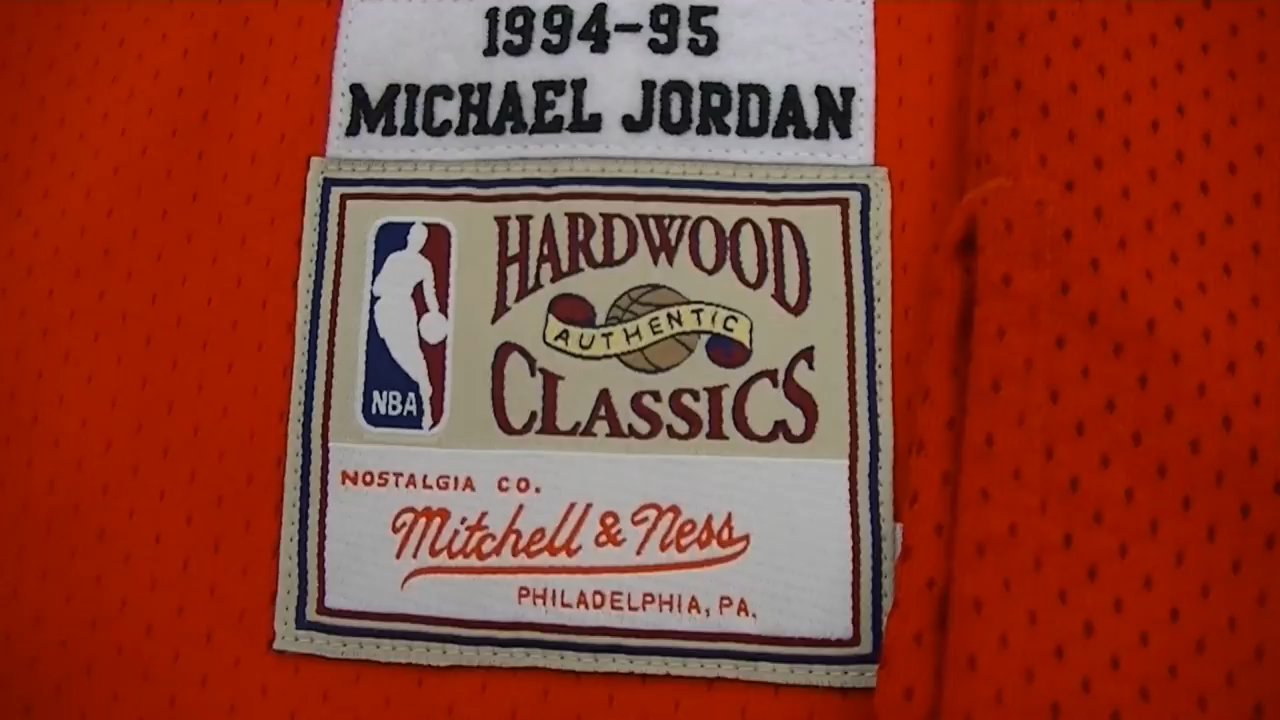 1994-95
MICHAEL JORDAN
NBA
HARDWOOD
AUTHENTIC
CLASSICS
NOSTALGIA CO.
Mitchell & Ness
PHILADELPHIA, PA.